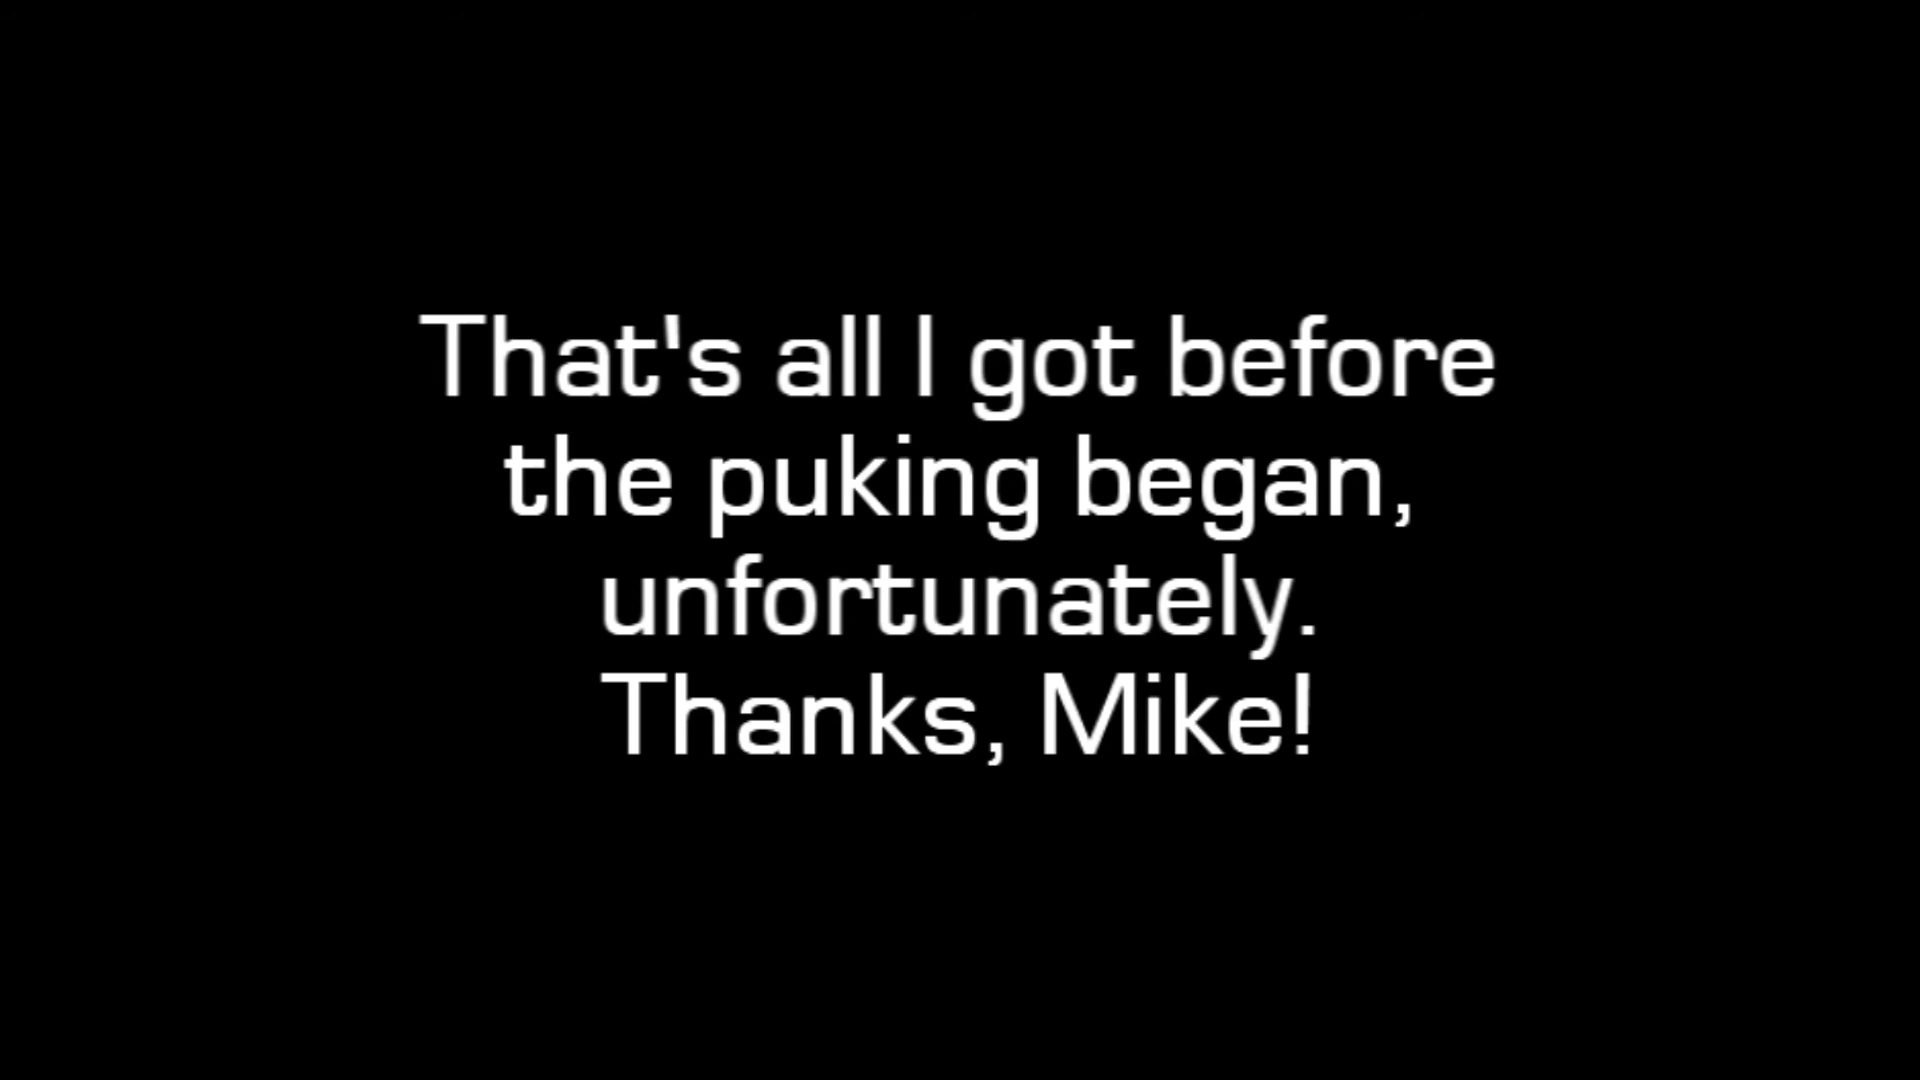 That's all I got before
the puking began,
unfortunately.
Thanks, Mike!